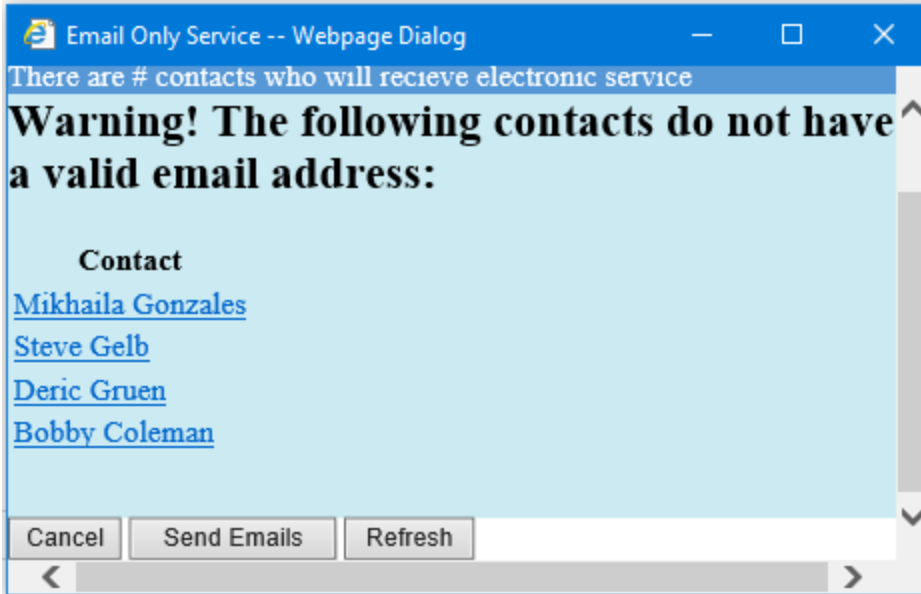 Email Only Service -- Webpage Dialog
There are # contacts who will recieve electronic service
Warning! The following contacts do not have
a valid email address:
Contact
Mikhaila Gonzales
Steve Gelb
Deric Gruen
Bobby Coleman
Cancel Send Emails Refresh